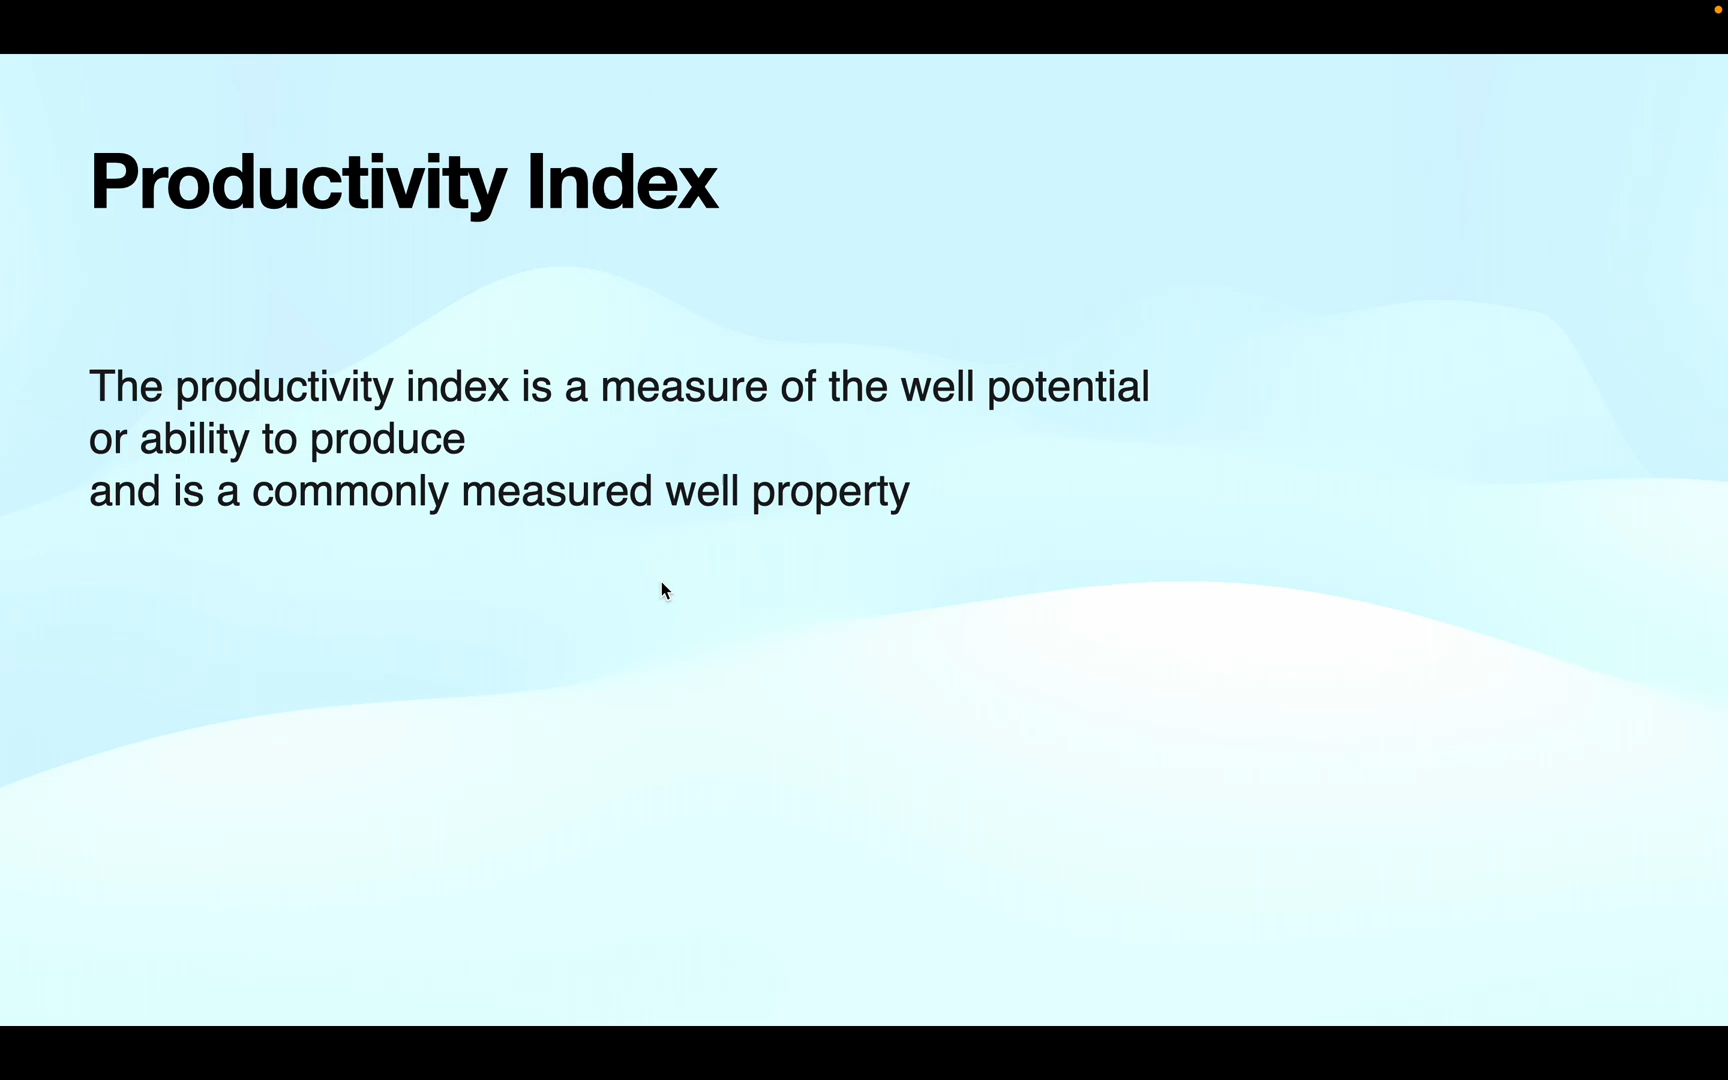 Productivity Index
The productivity index is a measure of the well potential
or ability to produce
and is a commonly measured well property